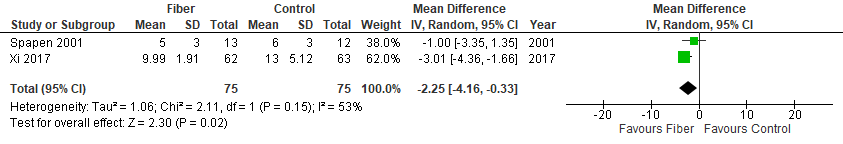 Fiber Control Mean Difference Mean Difference
Study or Subgroup Mean SD Total Mean SD Total Weight IV, Random, 95% CI Year IV, Random, 95% CI
Spapen 2001 5 3 13 6 3 12 38.0% -1.00 [-3.35, 1.35] 2001
Xi 2017 9.99 1.91 62 13 5.12 63 62.0% -3.01 [-4.36, -1.66] 2017
Total (95% CI) 75 75 100.0% -2.25 [-4.16, -0.33]
Heterogeneity: Tau² = 1.06; Chi² = 2.11, df = 1 (P = 0.15); I² = 53%
Test for overall effect: Z = 2.30 (P = 0.02)
-20 -10 0 10 20
Favours Fiber Favours Control